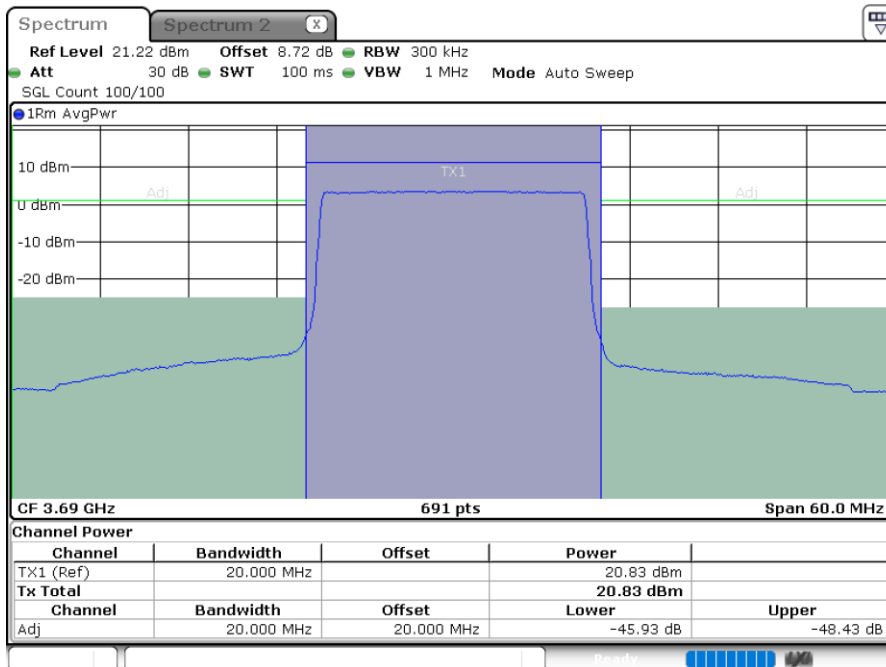 Spectrum Spectrum 2 X
Ref Level 21.22 dBm Offset 8.72 dB RBW 300 kHz
Att 30 dB SWT 100 ms VBW 1 MHz Mode Auto Sweep
SGL Count 100/100
1Rm AvgPwr
10 dBm
TX1
Adj Adj
0 dBm
-10 dBm
-20 dBm
CF 3.69 GHz 691 pts Span 60.0 MHz
Channel Power
Channel Bandwidth Offset Power
TX1 (Ref) 20.000 MHz 20.83 dBm
Tx Total 20.83 dBm
Channel Bandwidth Offset Lower Upper
Adj 20.000 MHz 20.000 MHz -45.93 dB -48.43 dB
Ready